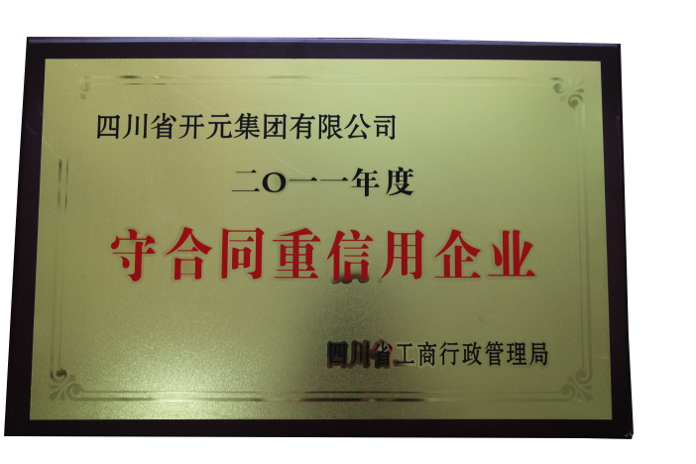 四川省开元集团有限公司
二〇一一年度
守合同重信用企业
四川省工商行政管理局